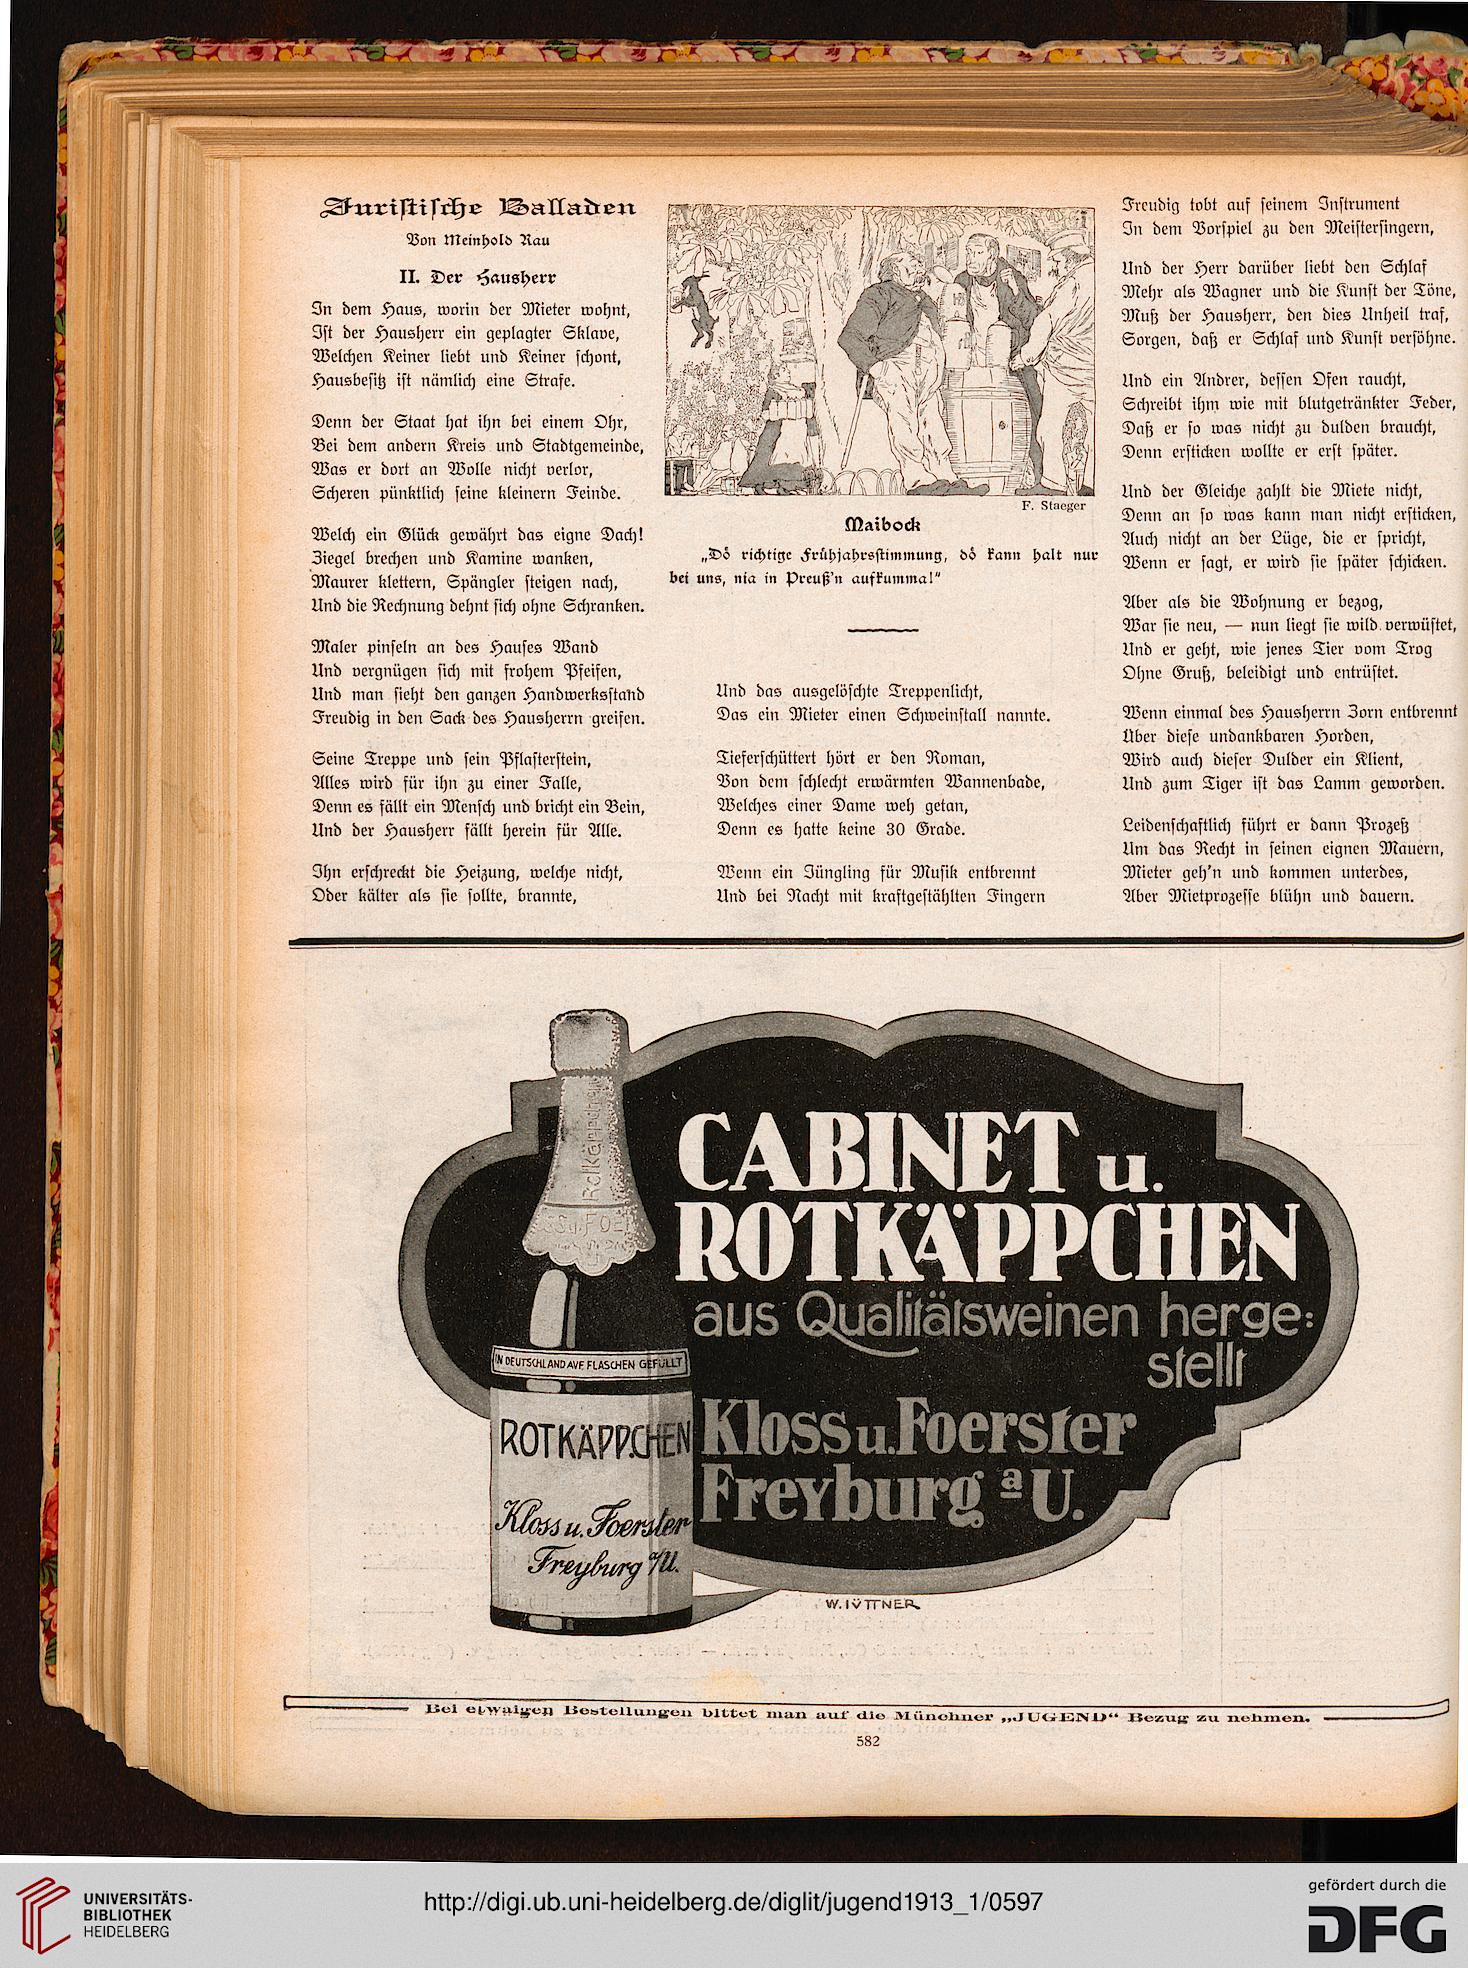 Juristische Balladen
Von Meinhold Rau
II. Der Hausherr
In dem Haus, worin der Mieter wohnt,
Ist der Hausherr ein geplagter Sklave,
Welchen Keiner liebt und Keiner schont,
Hausbesitz ist nämlich eine Strafe.
Denn der Staat hat ihn bei einem Ohr,
Bei dem andern Kreis und Stadtgemeinde,
Was er dort an Wolle nicht verlor,
Scheren pünktlich seine kleinern Feinde.
Welch ein Glück gewährt das eigne Dach!
Ziegel brechen und Kamine wanken,
Maurer klettern, Spängler steigen nach,
Und die Rechnung dehnt sich ohne Schranken.
Maler pinseln an des Hauses Wand
Und vergnügen sich mit frohem Pfeifen,
Und man sieht den ganzen Handwerksstand
Freudig in den Sack des Hausherrn greifen.
Seine Treppe und sein Pflasterstein,
Alles wird für ihn zu einer Falle,
Denn es fällt ein Mensch und bricht ein Bein,
Und der Hausherr fällt herein für Alle.
Ihn erschreckt die Heizung, welche nicht,
Oder kälter als sie sollte, brannte,
F. Staeger
Maibock
„Dö richtige Frühjahrsstimmung, dö kann halt nur
bei uns, nia in Preuß'n aufkumma!“
Und das ausgelöschte Treppenlicht,
Das ein Mieter einen Schweinstall nannte.
Tieferschüttert hört er den Roman,
Von dem schlecht erwärmten Wannenbade,
Welches einer Dame weh getan,
Denn es hatte keine 30 Grade.
Wenn ein Jüngling für Musik entbrennt
Und bei Nacht mit kraftgestählten Fingern
Freudig tobt auf seinem Instrument
In dem Vorspiel zu den Meistersingern,
Und der Herr darüber liebt den Schlaf
Mehr als Wagner und die Kunst der Töne,
Muß der Hausherr, den dies Unheil traf,
Sorgen, daß er Schlaf und Kunst versöhne.
Und ein Andrer, dessen Ofen raucht,
Schreibt ihm wie mit blutgetränkter Feder,
Daß er so was nicht zu dulden braucht,
Denn ersticken wollte er erst später.
Und der Gleiche zahlt die Miete nicht,
Denn an so was kann man nicht ersticken,
Auch nicht an der Lüge, die er spricht,
Wenn er sagt, er wird sie später schicken.
Aber als die Wohnung er bezog,
War sie neu, — nun liegt sie wild verwüstet,
Und er geht, wie jenes Tier vom Trog
Ohne Gruß, beleidigt und entrüstet.
Wenn einmal des Hausherrn Zorn entbrennt
Über diese undankbaren Horden,
Wird auch dieser Dulder ein Klient,
Und zum Tiger ist das Lamm geworden.
Leidenschaftlich führt er dann Prozeß
Um das Recht in seinen eignen Mauern,
Mieter geh'n und kommen unterdes,
Aber Mietprozesse blühn und dauern.
Rotkäppchen
CABINET u.
ROTKÄPPCHEN
aus Qualitätsweinen herge:
stellt
Kloss u. Foerster
Freyburg a U.
IN DEUTSCHLAND AVF FLASCHEN GEFÜLLT
ROTKÄPPCHEN
Kloss u. Foerster
Freyburg a/U.
W. IÜTTNER
Bei etwaigen Bestellungen bittet man auf die Münchner „JUGEND“ Bezug zu nehmen.
582
UNIVERSITÄTS-
BIBLIOTHEK
HEIDELBERG
http://digi.ub.uni-heidelberg.de/diglit/jugend1913_1/0597
gefördert durch die
DFG